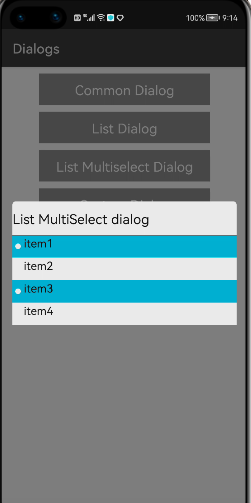 100% 9:14
Dialogs
Common Dialog
List Dialog
List Multiselect Dialog
List MultiSelect dialog
item1
item2
item3
item4